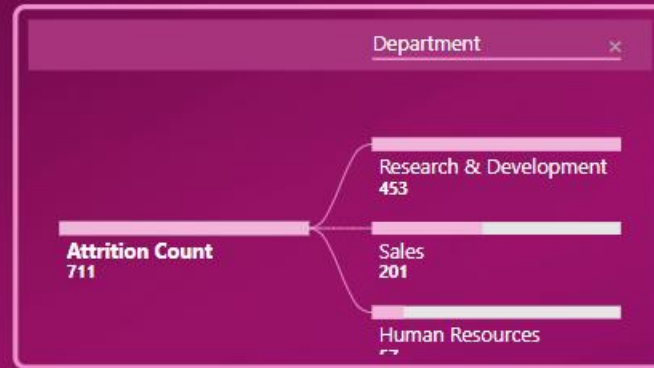 Department
Research & Development
453
Attrition Count
711
Sales
201
Human Resources